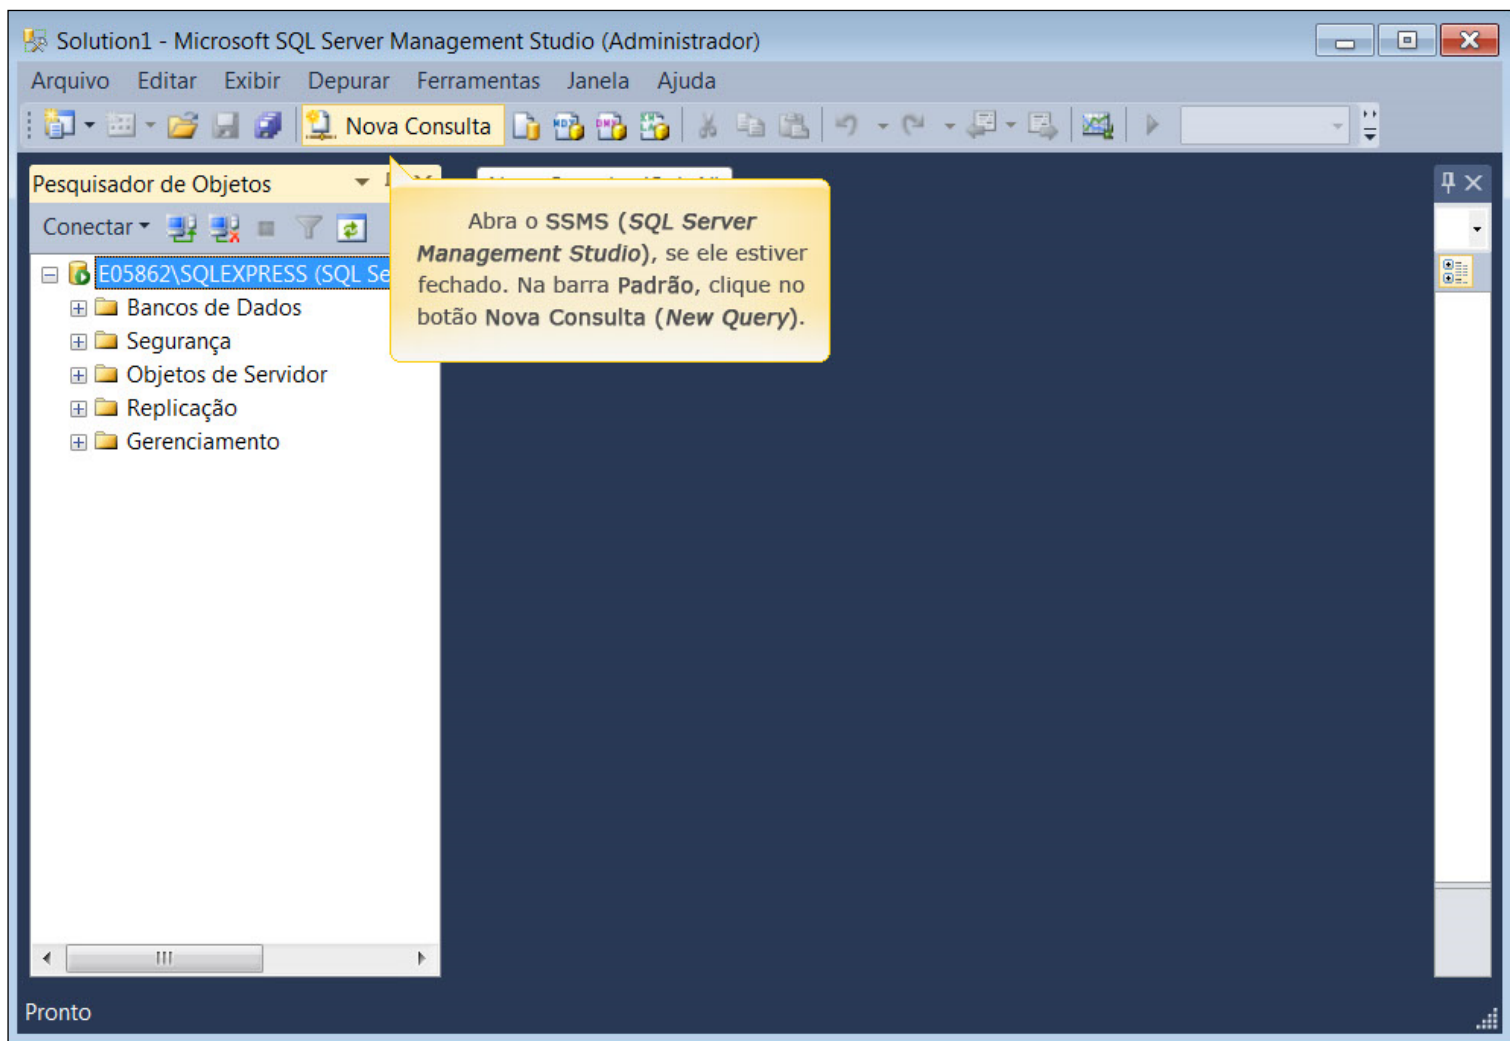 Solution1 - Microsoft SQL Server Management Studio (Administrador)
Arquivo Editar Exibir Depurar Ferramentas Janela Ajuda
Nova Consulta
Pesquisador de Objetos
Conectar
E05862\SQLEXPRESS (SQL Se
Bancos de Dados
Segurança
Objetos de Servidor
Replicação
Gerenciamento
Abra o SSMS (SQL Server
Management Studio), se ele estiver
fechado. Na barra Padrão, clique no
botão Nova Consulta (New Query).
Pronto